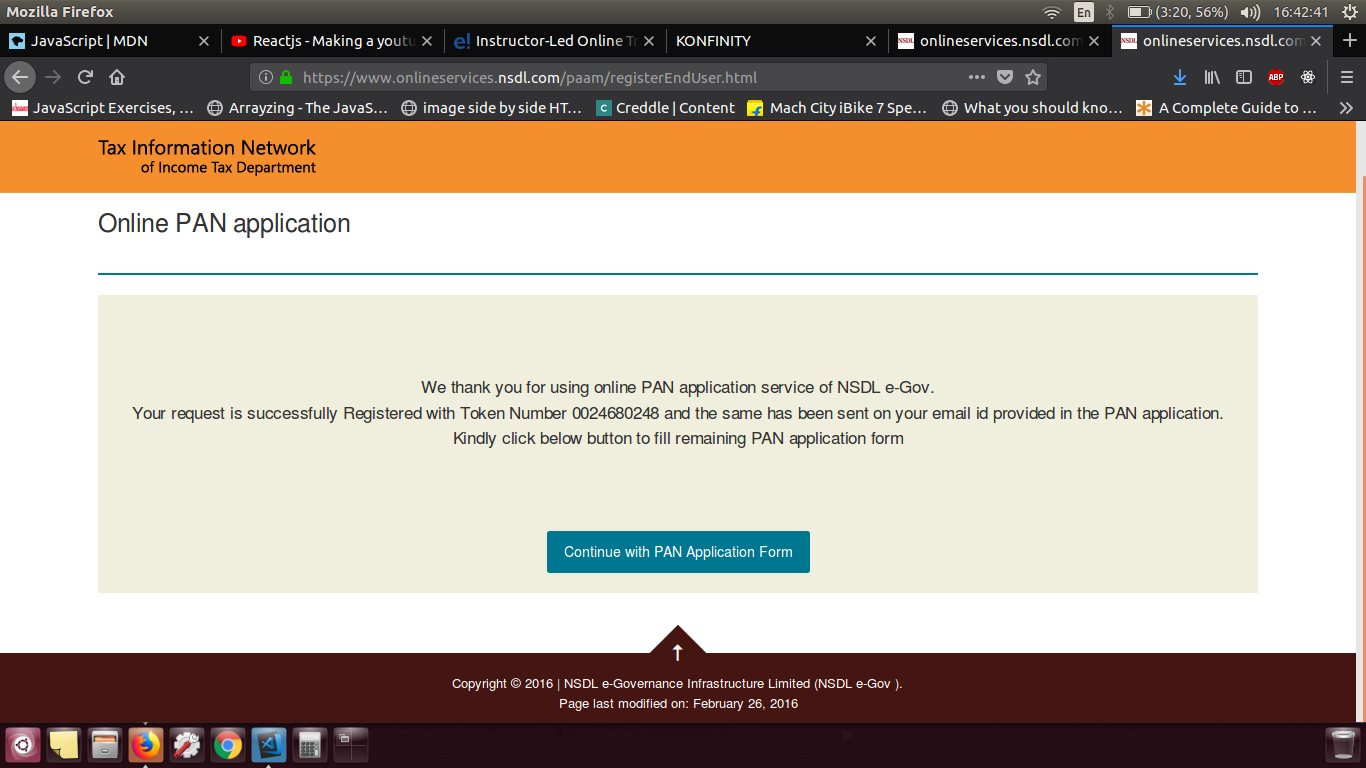 Mozilla Firefox
En
(3:20, 56%)
16:42:41
JavaScript | MDN
Reactjs - Making a youtu
e! Instructor-Led Online Tr
KONFINITY
NSDL onlineservices.nsdl.com
NSDL onlineservices.nsdl.com
https://www.onlineservices.nsdl.com/paam/registerEndUser.html
ABP
JavaScript Exercises, ...
Arrayzing - The JavaS...
image side by side HT...
C Creddle | Content
Mach City iBike 7 Spe...
What you should kno...
A Complete Guide to ...
Tax Information Network
of Income Tax Department
Online PAN application
We thank you for using online PAN application service of NSDL e-Gov.
Your request is successfully Registered with Token Number 0024680248 and the same has been sent on your email id provided in the PAN application.
Kindly click below button to fill remaining PAN application form
Continue with PAN Application Form
Copyright © 2016 | NSDL e-Governance Infrastructure Limited (NSDL e-Gov ).
Page last modified on: February 26, 2016